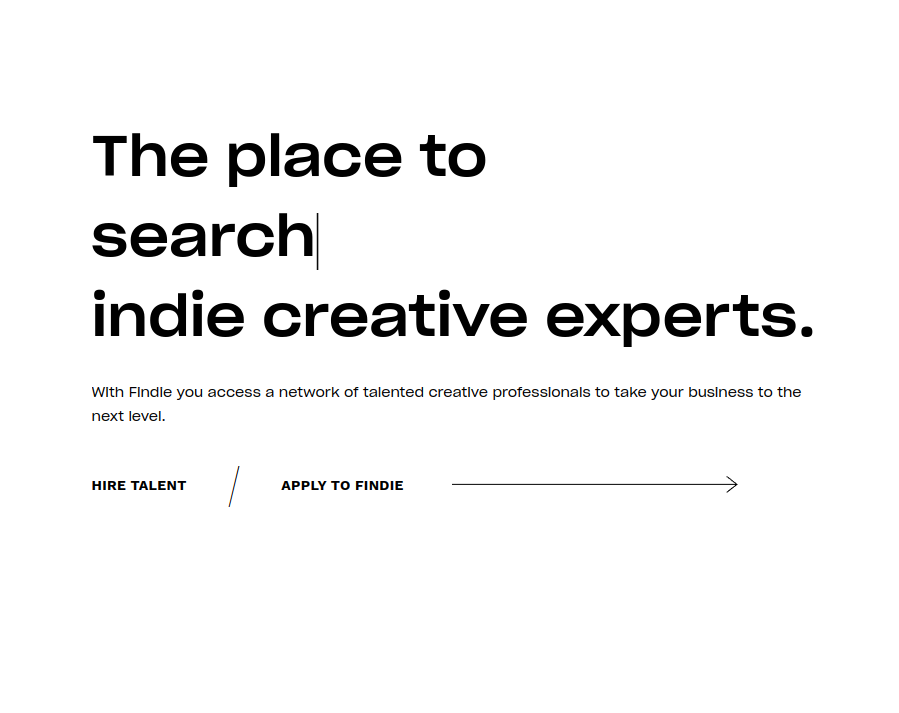 The place to
search
indie creative experts.
With Findie you access a network of talented creative professionals to take your business to the
next level.
HIRE TALENT / APPLY TO FINDIE